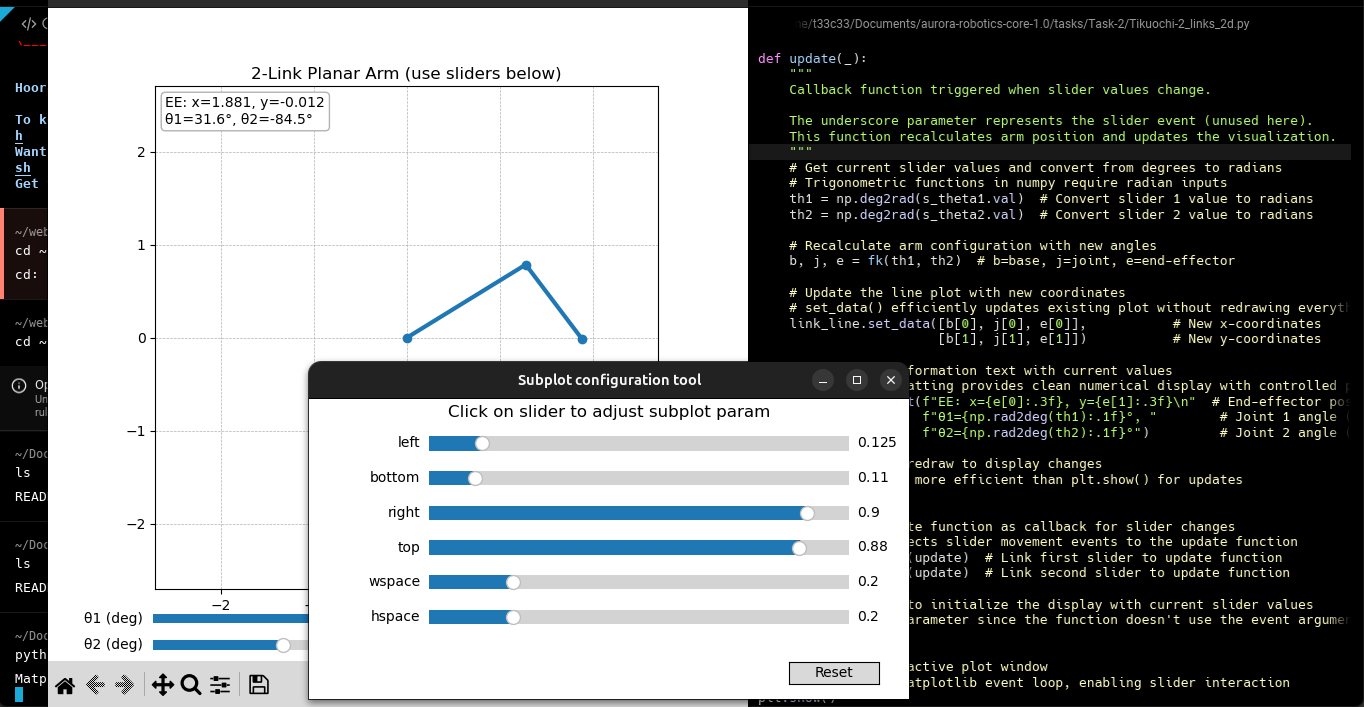 Hoor
To k
h
Want
sh
Get
~/web
cd ~
cd:
~/web
cd ~
Op
Un
rul
~/Doc
ls
READ
~/Doc
ls
READ
~/Doc
pyth
Matp
2-Link Planar Arm (use sliders below)
EE: x=1.881, y=-0.012
θ1=31.6°, θ2=-84.5°
2
1
0
−1
−2
−2
θ1 (deg)
θ2 (deg)
Subplot configuration tool
Click on slider to adjust subplot param
left 0.125
bottom 0.11
right 0.9
top 0.88
wspace 0.2
hspace 0.2
Reset
ne/t33c33/Documents/aurora-robotics-core-1.0/tasks/Task-2/Tikuochi-2_links_2d.py
def update(_):
"""
Callback function triggered when slider values change.
The underscore parameter represents the slider event (unused here).
This function recalculates arm position and updates the visualization.
"""
# Get current slider values and convert from degrees to radians
# Trigonometric functions in numpy require radian inputs
th1 = np.deg2rad(s_theta1.val)  # Convert slider 1 value to radians
th2 = np.deg2rad(s_theta2.val)  # Convert slider 2 value to radians
# Recalculate arm configuration with new angles
b, j, e = fk(th1, th2)  # b=base, j=joint, e=end-effector
# Update the line plot with new coordinates
# set_data() efficiently updates existing plot without redrawing everyth
link_line.set_data([b[0], j[0], e[0]],           # New x-coordinates
[b[1], j[1], e[1]])           # New y-coordinates
formation text with current values
atting provides clean numerical display with controlled p
t(f"EE: x={e[0]:.3f}, y={e[1]:.3f}\n"  # End-effector pos
f"θ1={np.rad2deg(th1):.1f}°, "        # Joint 1 angle (
f"θ2={np.rad2deg(th2):.1f}°")         # Joint 2 angle (
redraw to display changes
more efficient than plt.show() for updates
te function as callback for slider changes
ects slider movement events to the update function
(update)  # Link first slider to update function
(update)  # Link second slider to update function
to initialize the display with current slider values
arameter since the function doesn't use the event argumen
active plot window
atplotlib event loop, enabling slider interaction
plt.show()